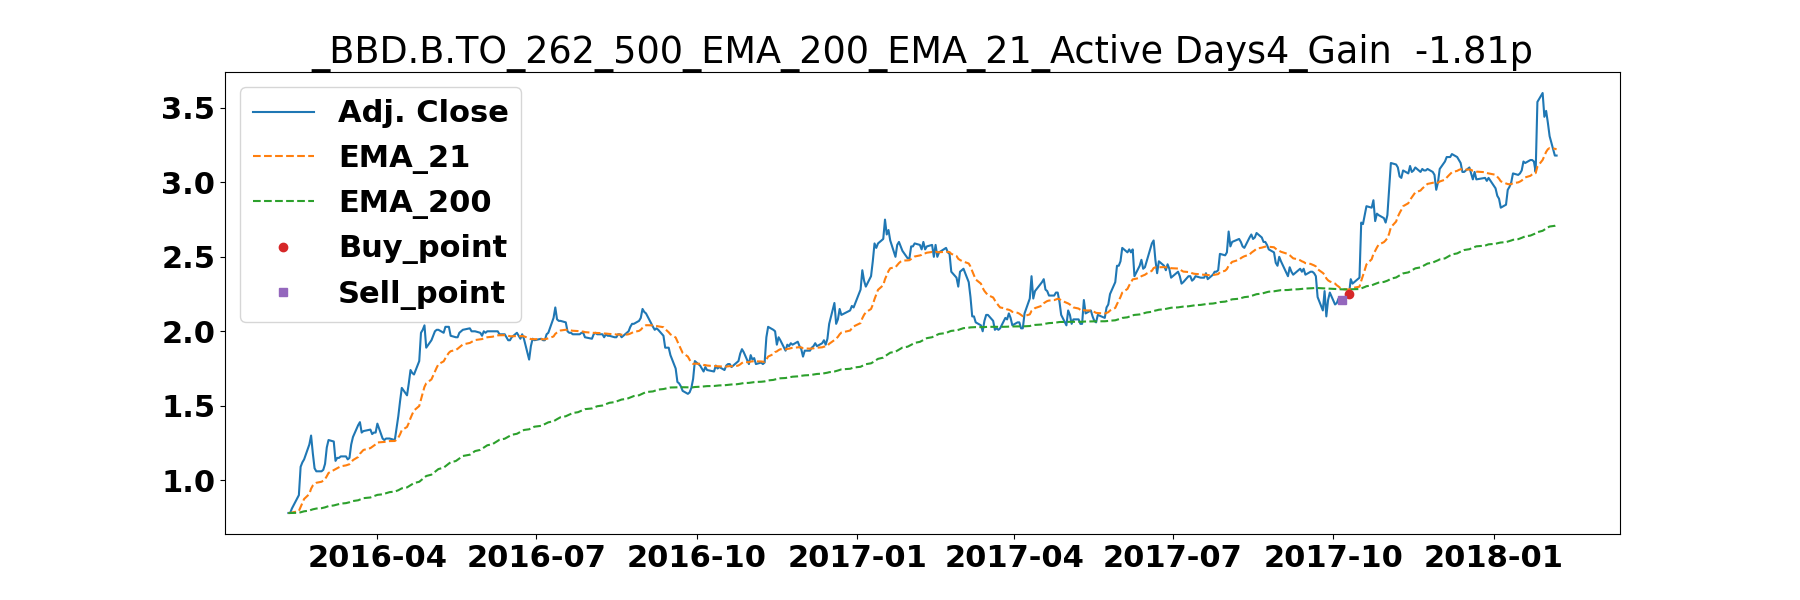 _BBD.B.TO_262_500_EMA_200_EMA_21_Active Days4_Gain  -1.81p
Adj. Close
EMA_21
EMA_200
Buy_point
Sell_point
3.5
3.0
2.5
2.0
1.5
1.0
2016-04 2016-07 2016-10 2017-01 2017-04 2017-07 2017-10 2018-01